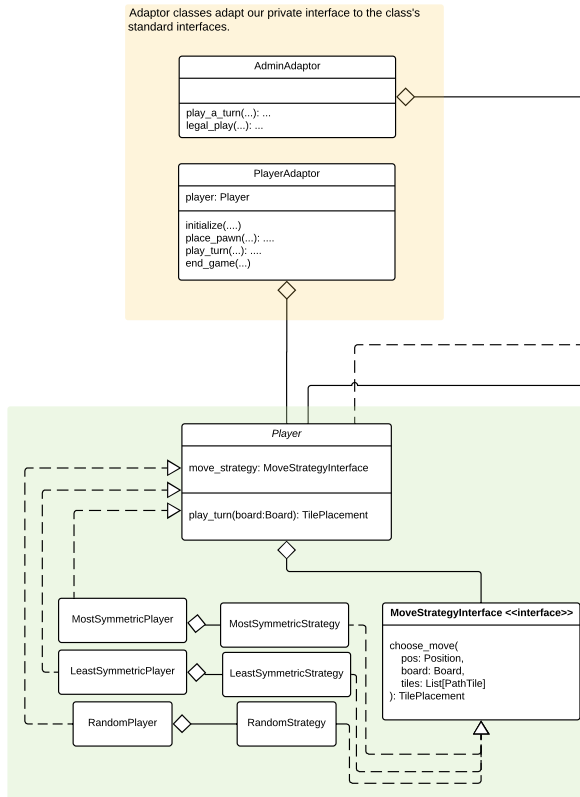 Adaptor classes adapt our private interface to the class's
standard interfaces.
AdminAdaptor
play_a_turn(...): ...
legal_play(...): ...
PlayerAdaptor
player: Player
initialize(....)
place_pawn(...): ....
play_turn(...): ....
end_game(...)
Player
move_strategy: MoveStrategyInterface
play_turn(board:Board): TilePlacement
MostSymmetricPlayer
MostSymmetricStrategy
LeastSymmetricPlayer
LeastSymmetricStrategy
RandomPlayer
RandomStrategy
MoveStrategyInterface <<interface>>
choose_move(
pos: Position,
board: Board,
tiles: List[PathTile]
): TilePlacement